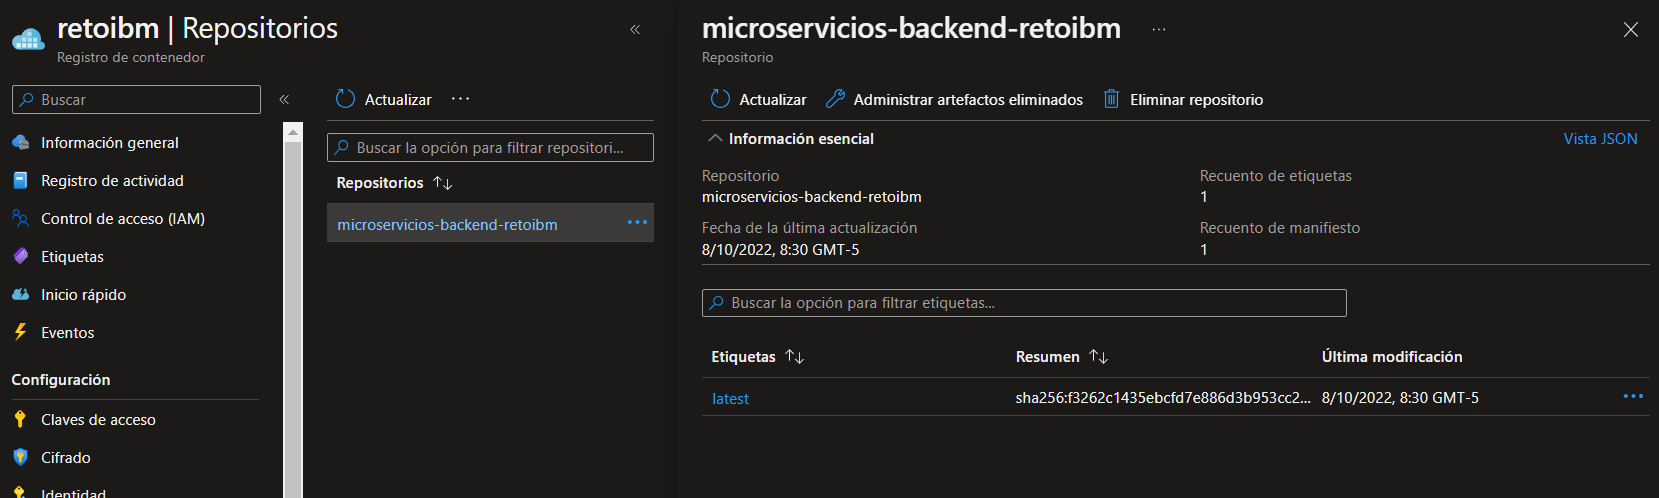 retoibm | Repositorios
Registro de contenedor
Buscar
Información general
Registro de actividad
Control de acceso (IAM)
Etiquetas
Inicio rápido
Eventos
Configuración
Claves de acceso
Cifrado
Identidad
Actualizar
Buscar la opción para filtrar repositori...
Repositorios
microservicios-backend-retoibm
microservicios-backend-retoibm
Repositorio
Actualizar
Administrar artefactos eliminados
Eliminar repositorio
Información esencial
Vista JSON
Repositorio
microservicios-backend-retoibm
Fecha de la última actualización
8/10/2022, 8:30 GMT-5
Recuento de etiquetas
1
Recuento de manifiesto
1
Buscar la opción para filtrar etiquetas...
Etiquetas Resumen Última modificación
latest sha256:f3262c1435ebcfd7e886d3b953cc2... 8/10/2022, 8:30 GMT-5